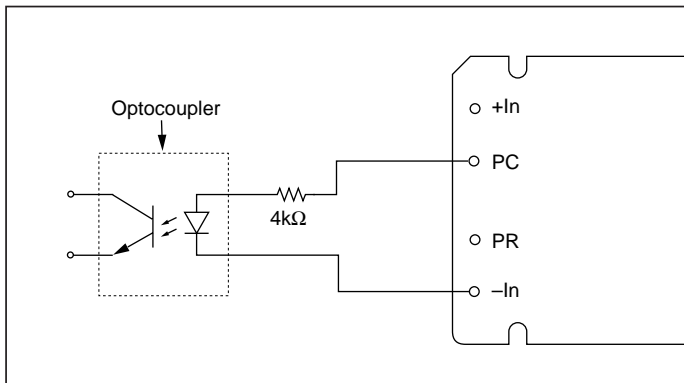 Optocoupler
+In
PC
4kΩ
PR
–In